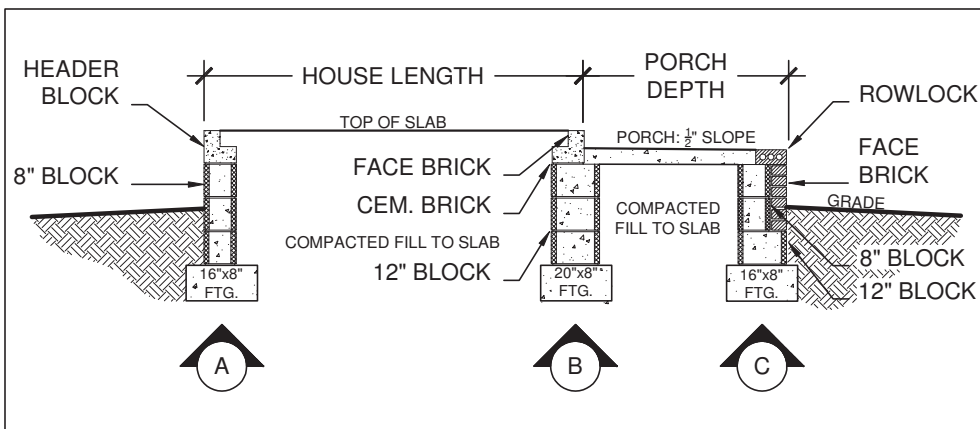 HEADER
BLOCK
HOUSE LENGTH
PORCH
DEPTH
ROWLOCK
TOP OF SLAB
PORCH: 1/2" SLOPE
8" BLOCK
FACE BRICK
FACE
BRICK
CEM. BRICK
GRADE
COMPACTED FILL TO SLAB
COMPACTED
FILL TO SLAB
12" BLOCK
8" BLOCK
12" BLOCK
16"x8"
FTG.
20"x8"
FTG.
16"x8"
FTG.
A
B
C